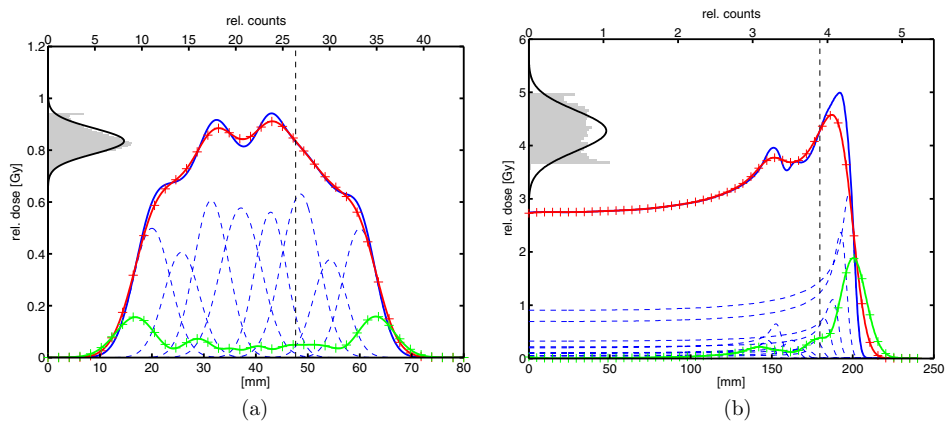 rel. counts
0 5 10 15 20 25 30 35 40
1.2
1
0.8
0.6
0.4
0.2
0
rel. dose [Gy]
0 10 20 30 40 50 60 70 80
[mm]
(a)
rel. counts
0 1 2 3 4 5
6
5
4
3
2
1
0
rel. dose [Gy]
0 50 100 150 200 250
[mm]
(b)